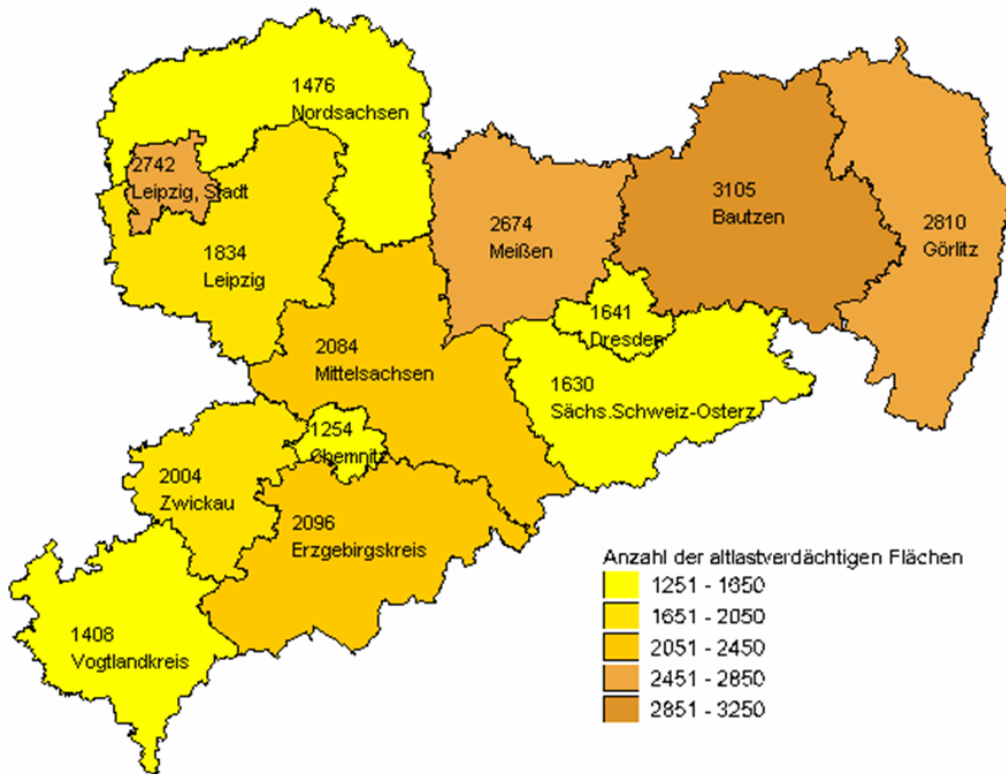 1476
Nordsachsen
2742
Leipzig, Stadt
3105
Bautzen
2674
Meißen
2810
Görlitz
1834
Leipzig
1641
Dresden
2084
Mittelsachsen
1630
Sächs.Schweiz-Osterz
1254
Chemnitz
2004
Zwickau
2096
Erzgebirgskreis
1408
Vogtlandkreis
Anzahl der altlastverdächtigen Flächen
1251 - 1650
1651 - 2050
2051 - 2450
2451 - 2850
2851 - 3250